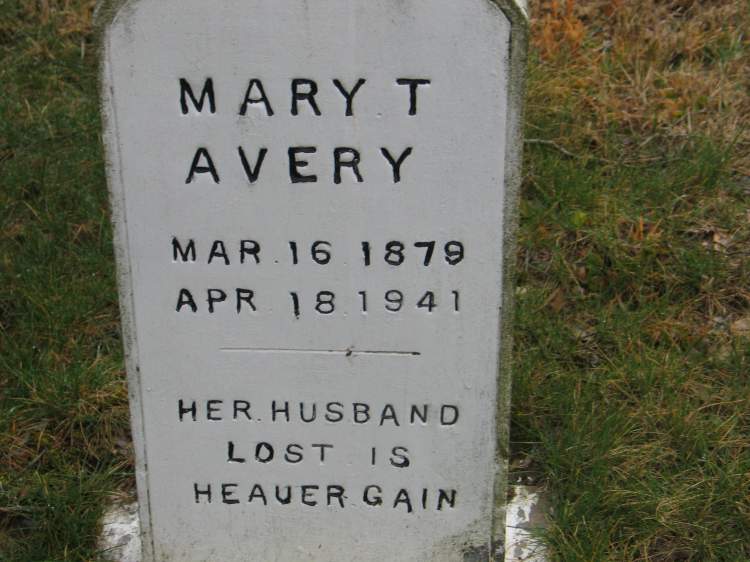 MARY T
AVERY
MAR. 16 1879
APR 18 1941
HER.HUSBAND
LOST IS
HEAUER GAIN